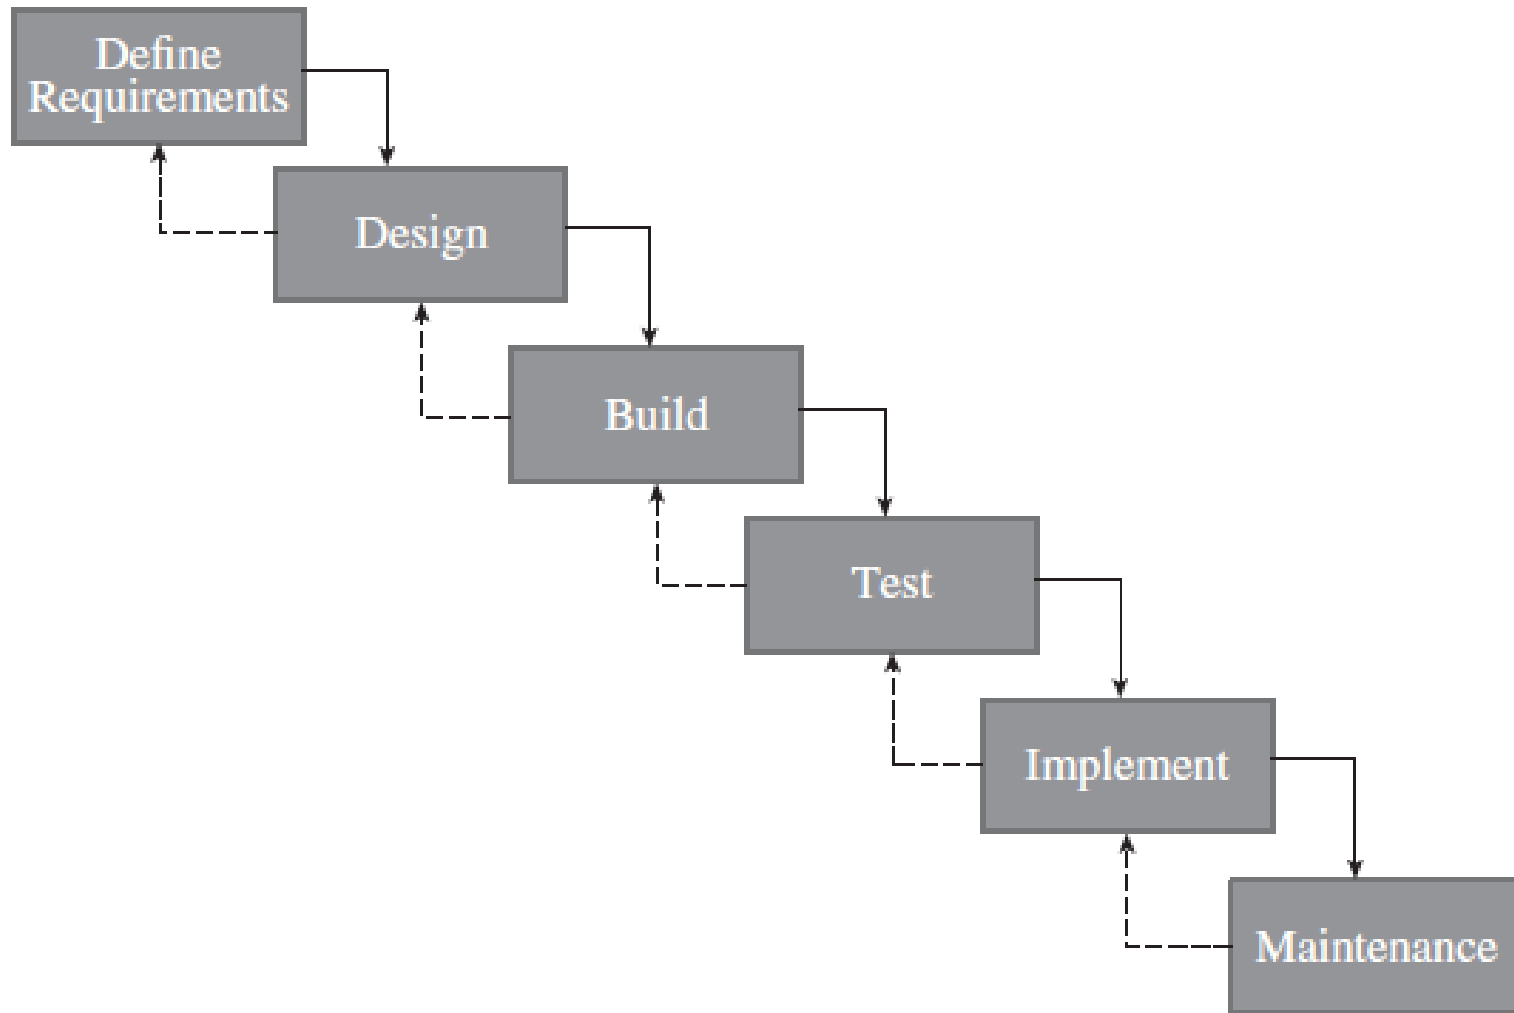 Define
Requirements
Design
Build
Test
Implement
Maintenance